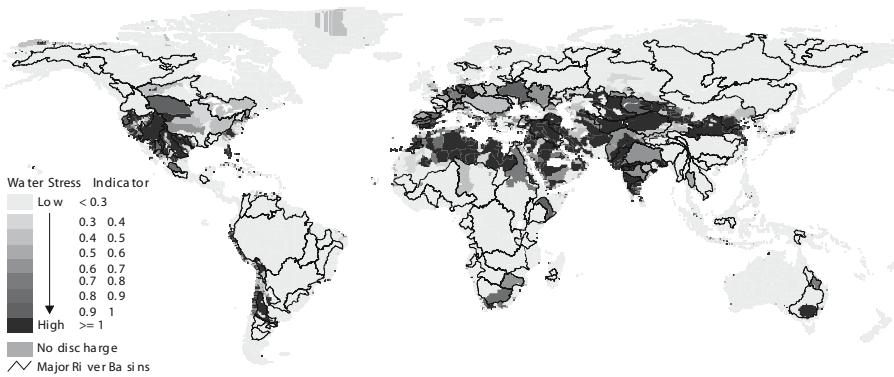 Water Stress Indicator
Low < 0.3
0.3 0.4
0.4 0.5
0.5 0.6
0.6 0.7
0.7 0.8
0.8 0.9
0.9 1
High >= 1
No discharge
Major River Basins